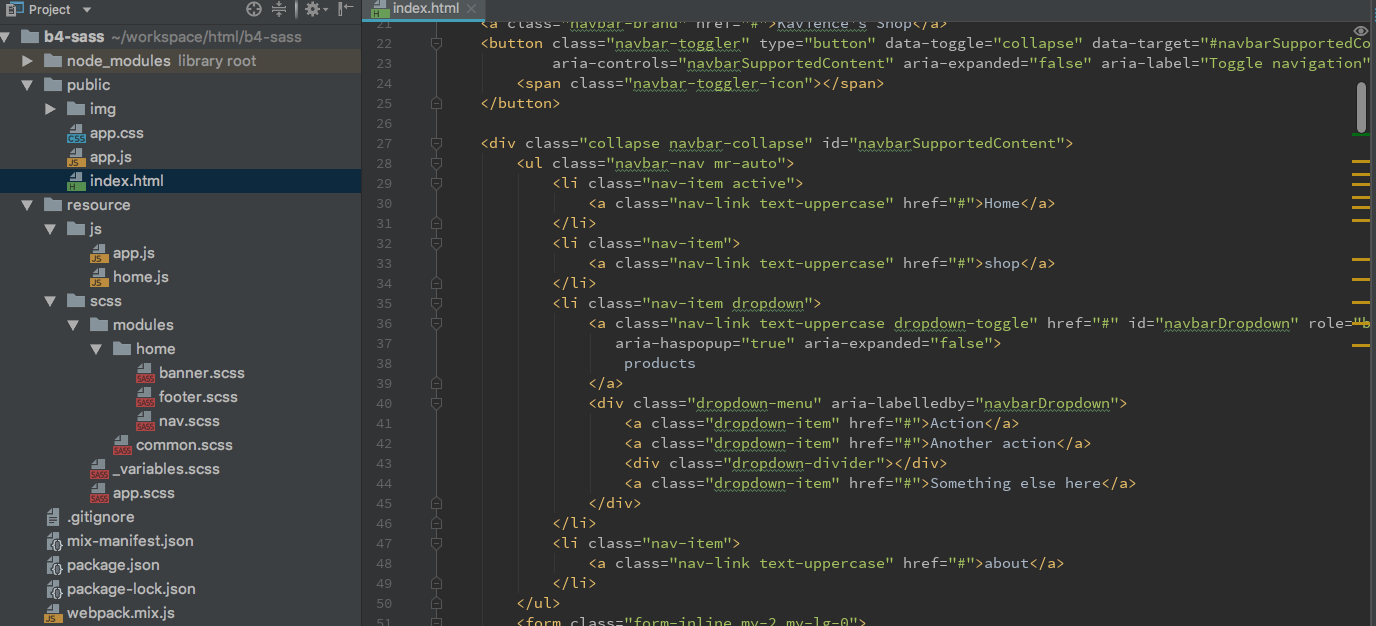 Project
b4-sass ~/workspace/html/b4-sass
node_modules library root
public
img
app.css
app.js
index.html
resource
js
app.js
home.js
scss
modules
home
banner.scss
footer.scss
nav.scss
common.scss
_variables.scss
app.scss
.gitignore
mix-manifest.json
package.json
package-lock.json
webpack.mix.js
index.html
21 <a class="navbar-brand" href="#">Kavience's Shop</a>
22 <button class="navbar-toggler" type="button" data-toggle="collapse" data-target="#navbarSupportedCo
23 aria-controls="navbarSupportedContent" aria-expanded="false" aria-label="Toggle navigation"
24 <span class="navbar-toggler-icon"></span>
25 </button>
26
27 <div class="collapse navbar-collapse" id="navbarSupportedContent">
28 <ul class="navbar-nav mr-auto">
29 <li class="nav-item active">
30 <a class="nav-link text-uppercase" href="#">Home</a>
31 </li>
32 <li class="nav-item">
33 <a class="nav-link text-uppercase" href="#">shop</a>
34 </li>
35 <li class="nav-item dropdown">
36 <a class="nav-link text-uppercase dropdown-toggle" href="#" id="navbarDropdown" role="b
37 aria-haspopup="true" aria-expanded="false">
38 products
39 </a>
40 <div class="dropdown-menu" aria-labelledby="navbarDropdown">
41 <a class="dropdown-item" href="#">Action</a>
42 <a class="dropdown-item" href="#">Another action</a>
43 <div class="dropdown-divider"></div>
44 <a class="dropdown-item" href="#">Something else here</a>
45 </div>
46 </li>
47 <li class="nav-item">
48 <a class="nav-link text-uppercase" href="#">about</a>
49 </li>
50 </ul>
51 <form class="form-inline my-2 my-lg-0">